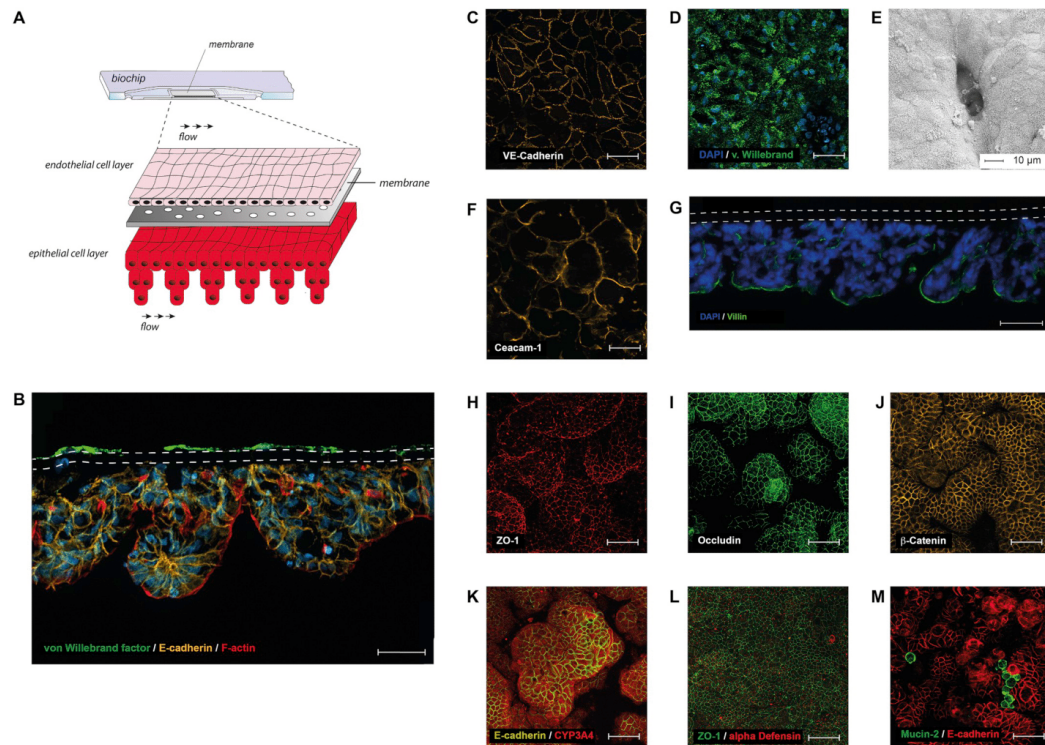 A
membrane
biochip
flow
endothelial cell layer
membrane
epithelial cell layer
flow
B
von Willebrand factor / E-cadherin / F-actin
C
VE-Cadherin
D
DAPI / v. Willebrand
E
10 µm
F
Ceacam-1
G
DAPI / Villin
H
ZO-1
I
Occludin
J
β-Catenin
K
E-cadherin / CYP3A4
L
ZO-1 / alpha Defensin
M
Mucin-2 / E-cadherin